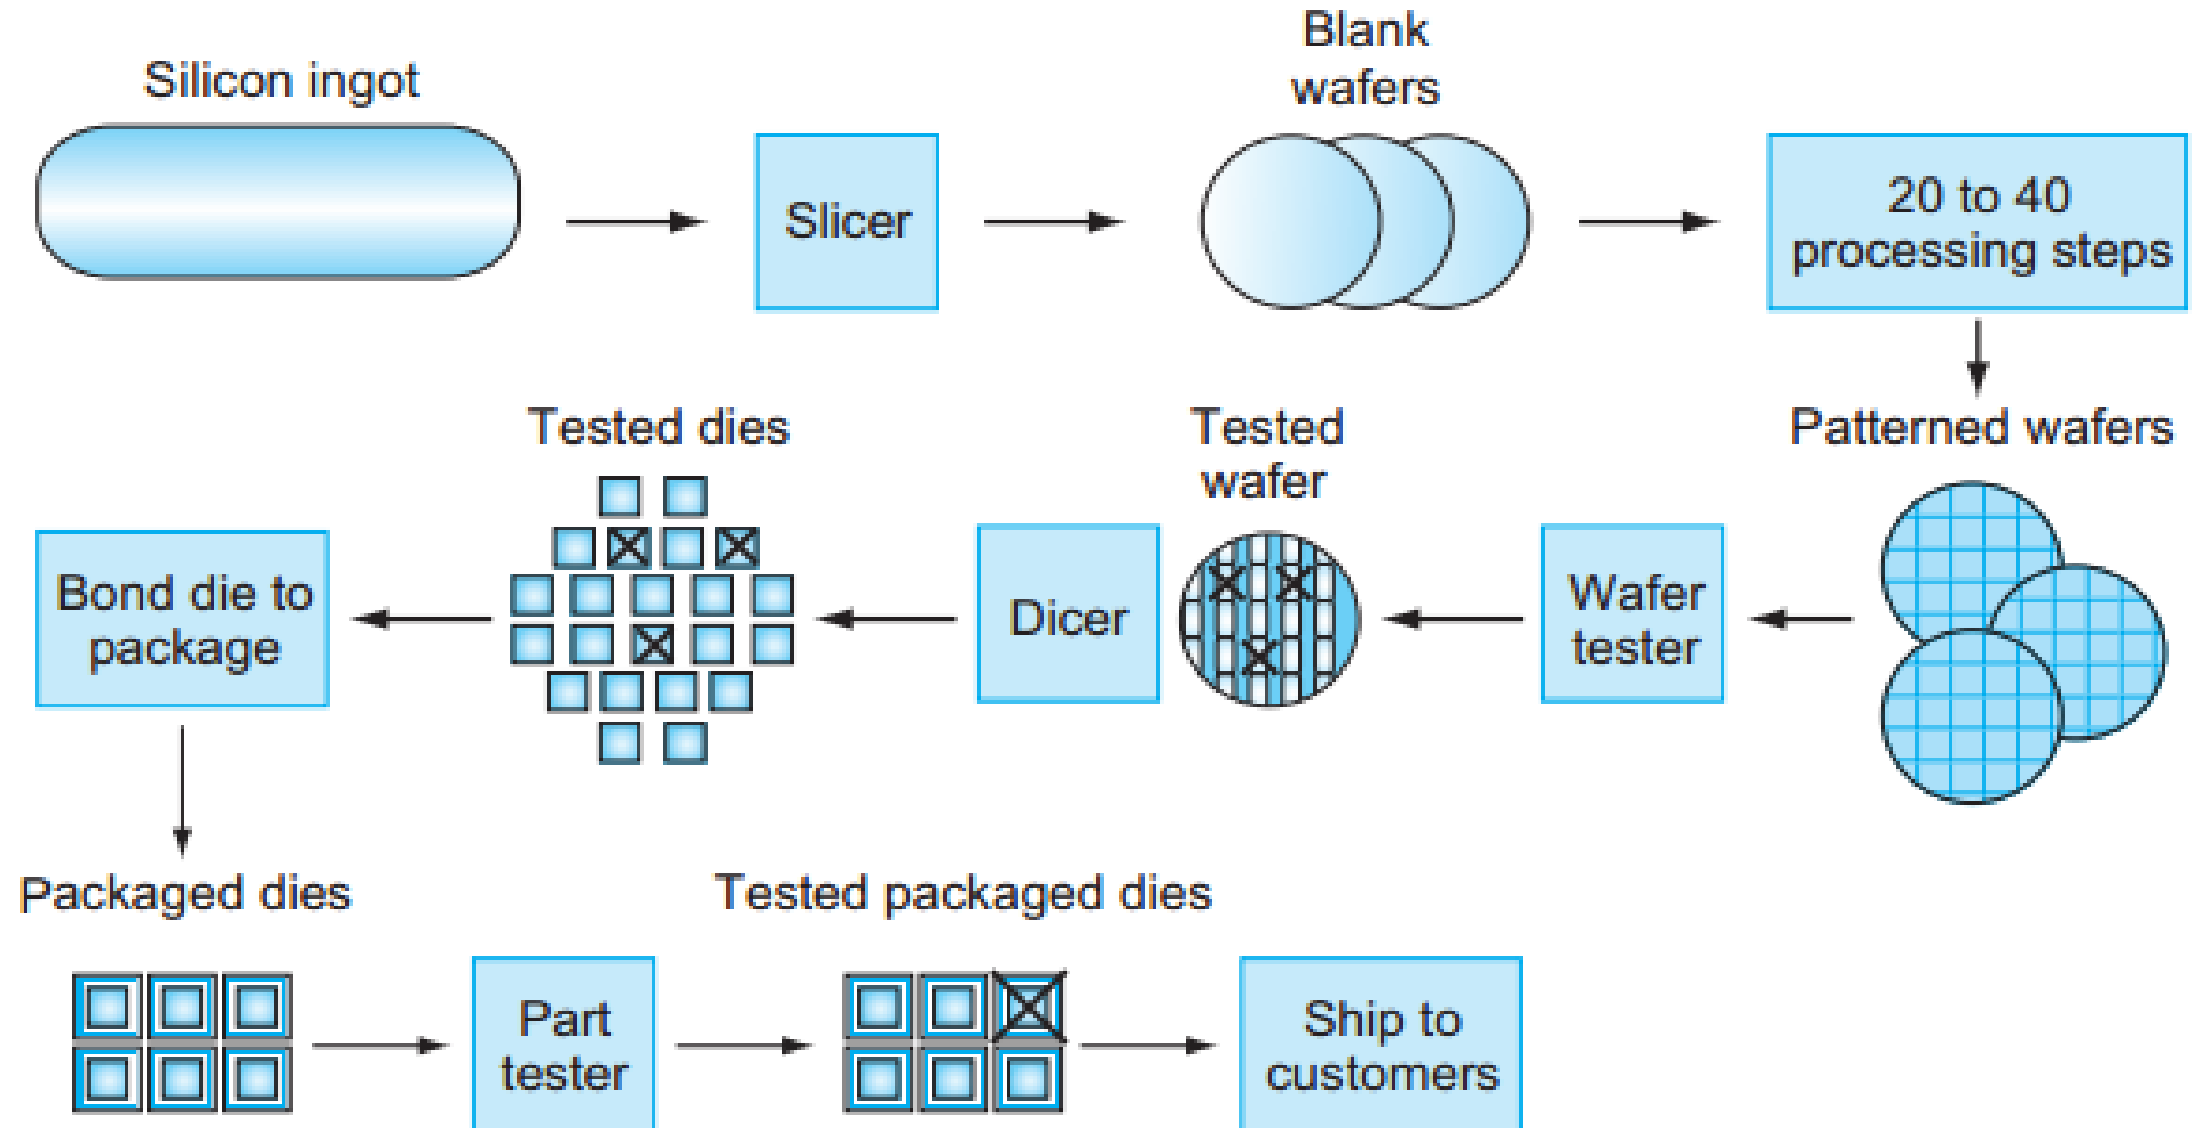 Silicon ingot
Slicer
Blank
wafers
20 to 40
processing steps
Patterned wafers
Wafer
tester
Tested
wafer
Dicer
Tested dies
Bond die to
package
Packaged dies
Part
tester
Tested packaged dies
Ship to
customers